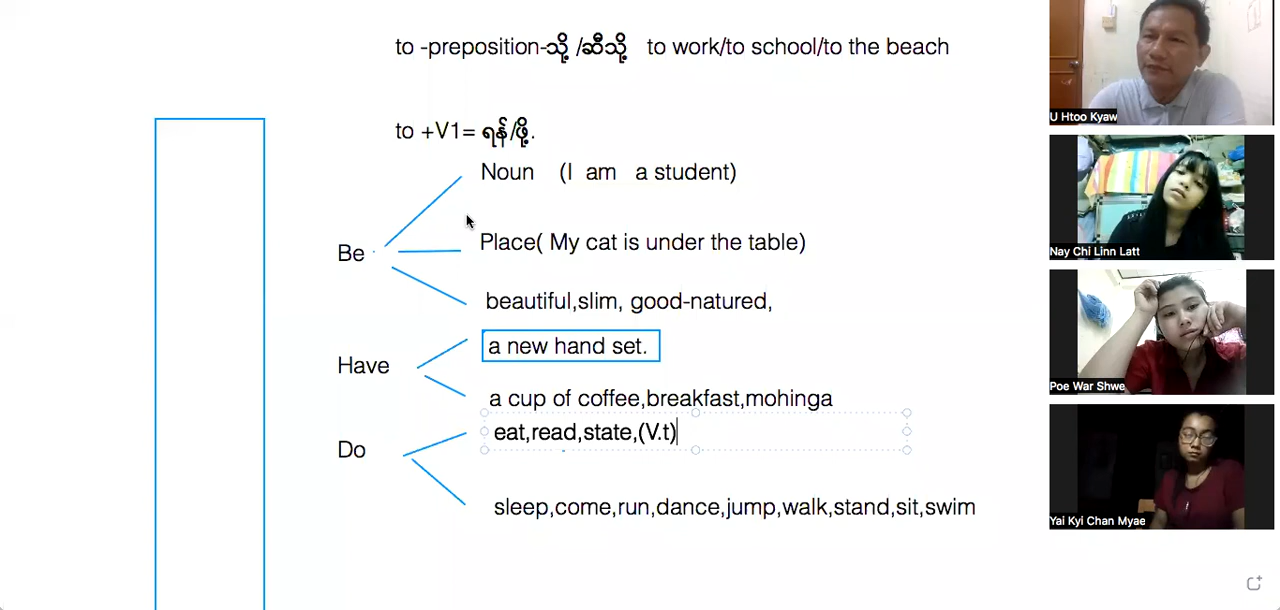 to -preposition-သို့ /ဆီသို့ to work/to school/to the beach
to +V1= ရန်/ဖို့.
Noun (I am a student)
Be
Place( My cat is under the table)
beautiful,slim, good-natured,
Have
a new hand set.
a cup of coffee,breakfast,mohinga
Do
eat,read,state,(V.t)
sleep,come,run,dance,jump,walk,stand,sit,swim
U Htoo Kyaw
Nay Chi Linn Latt
Poe War Shwe
Yai Kyi Chan Myae